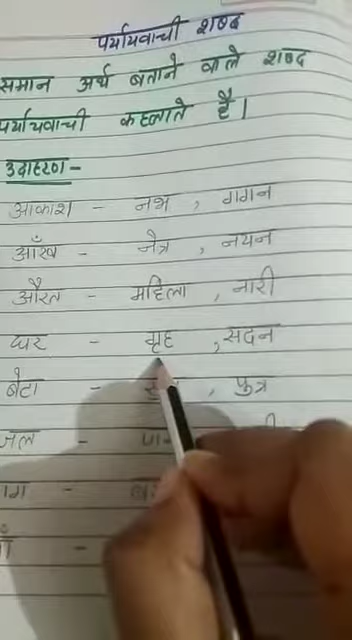 पर्यायवाची शब्द
समान अर्थ बताने वाले शब्द
पर्यायवाची कहलाते है।
उदाहरण-
आकाश - नभ , गगन
आँख - नेत्र , नयन
औरत - महिला , नारी
घर - गृह , सदन
बेटा - , पुत्र
जल -
-
-